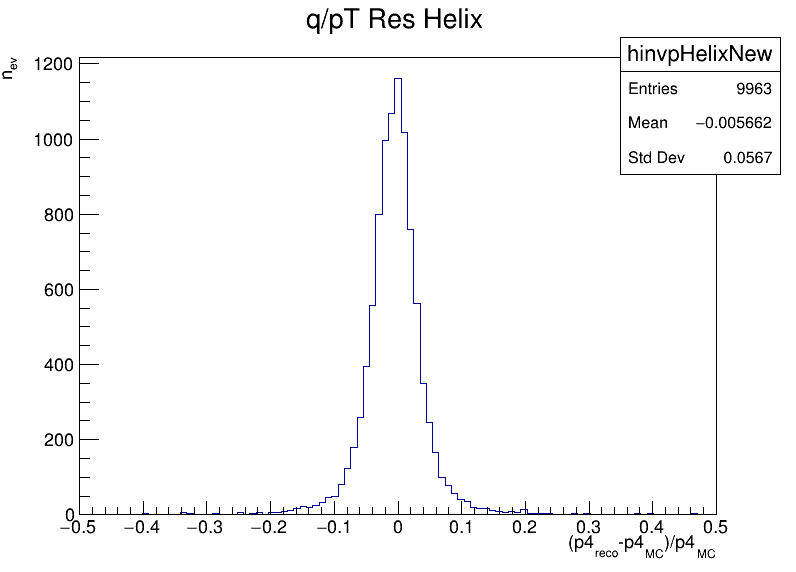 q/pT Res Helix
hinvpHelixNew
Entries 9963
Mean −0.005662
Std Dev 0.0567
n_ev
1200
1000
800
600
400
200
0
−0.5 −0.4 −0.3 −0.2 −0.1 0 0.1 0.2 0.3 0.4 0.5
(p4_reco-p4_MC)/p4_MC